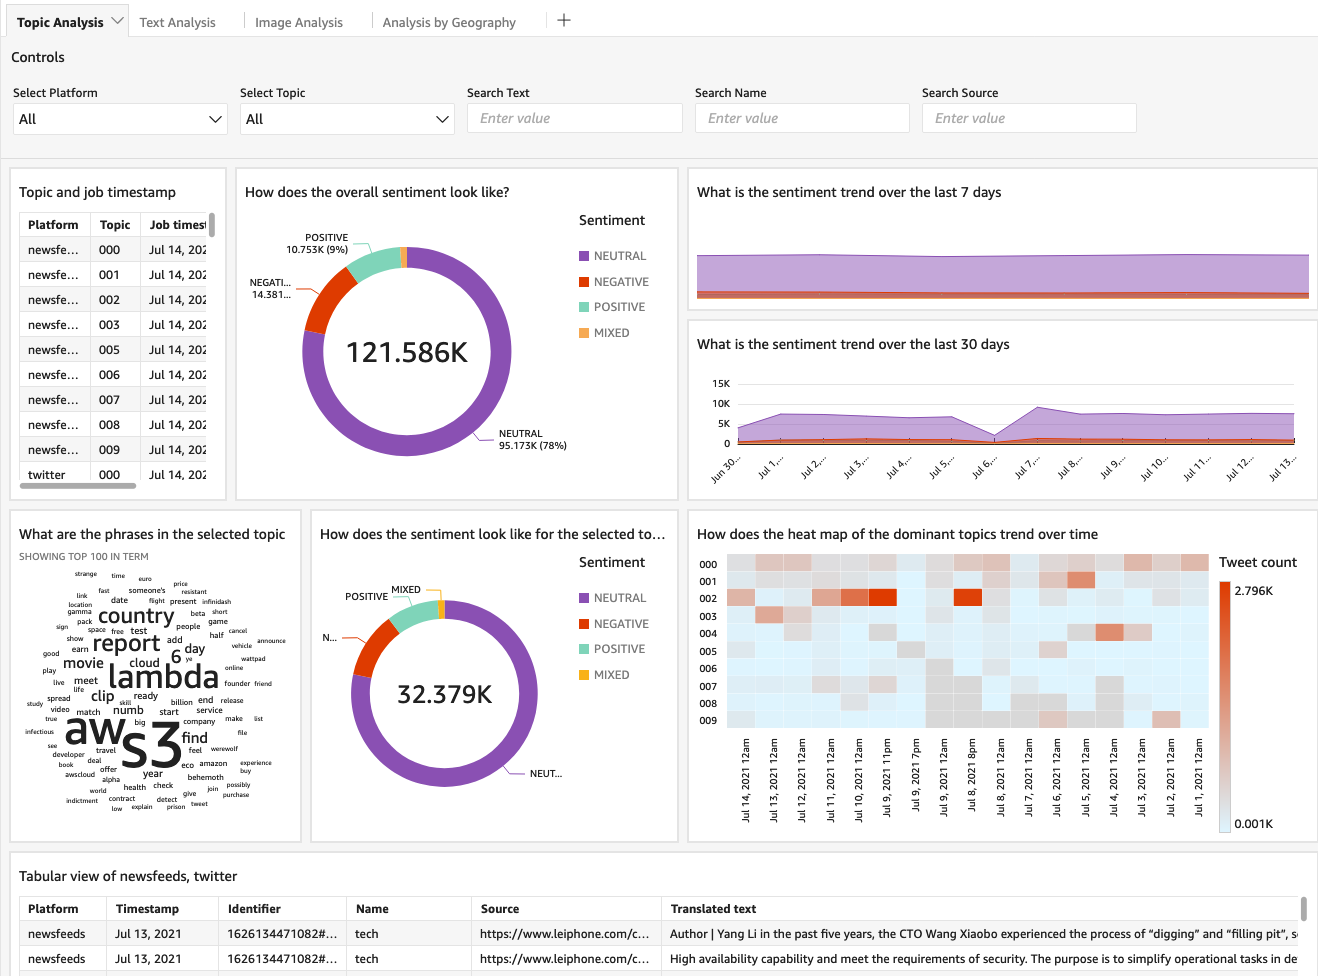 Topic Analysis
Text Analysis
Image Analysis
Analysis by Geography
Controls
Select Platform
Select Topic
Search Text
Search Name
Search Source
All
All
Enter value
Enter value
Enter value
Topic and job timestamp
Platform Topic Job timest
newsfe... 000 Jul 14, 202
newsfe... 001 Jul 14, 202
newsfe... 002 Jul 14, 202
newsfe... 003 Jul 14, 202
newsfe... 005 Jul 14, 202
newsfe... 006 Jul 14, 202
newsfe... 007 Jul 14, 202
newsfe... 008 Jul 14, 202
newsfe... 009 Jul 14, 202
twitter 000 Jul 14, 202
How does the overall sentiment look like?
POSITIVE
10.753K (9%)
NEGATI...
14.381...
121.586K
NEUTRAL
95.173K (78%)
Sentiment
NEUTRAL
NEGATIVE
POSITIVE
MIXED
What is the sentiment trend over the last 7 days
What is the sentiment trend over the last 30 days
15K
10K
5K
0
Jun 30... Jul 1,... Jul 2,... Jul 3,... Jul 4,... Jul 5,... Jul 6,... Jul 7,... Jul 8,... Jul 9,... Jul 10... Jul 11... Jul 12... Jul 13...
What are the phrases in the selected topic
SHOWING TOP 100 IN TERM
strange time euro
price
fast someone's resistant
link
date flight present infinidash
location
gamma country beta short
pack people game
sign space free test cancel
show add half
report announce
earn day vehicle
good 6 ye wattpad
movie cloud online
play
lambda
live meet founder friend
life
clip ready
spread skill billion end release
study
video match numb start service
true aws big company make list
infectious s3 find file
see travel feel werewolf
developer
deal
book eco amazon experience
offer buy
awscloud year behemoth
alpha possibly
world health check join
give purchase
indictment contract detect tweet
low explain prison
How does the sentiment look like for the selected to...
MIXED
POSITIVE
N...
32.379K
NEUT...
Sentiment
NEUTRAL
NEGATIVE
POSITIVE
MIXED
How does the heat map of the dominant topics trend over time
000
001
002
003
004
005
006
007
008
009
Jul 14, 2021 12am
Jul 13, 2021 12am
Jul 12, 2021 12am
Jul 11, 2021 12am
Jul 10, 2021 12am
Jul 9, 2021 11pm
Jul 9, 2021 7pm
Jul 9, 2021 12am
Jul 8, 2021 8pm
Jul 8, 2021 12am
Jul 7, 2021 12am
Jul 6, 2021 12am
Jul 5, 2021 12am
Jul 4, 2021 12am
Jul 3, 2021 12am
Jul 2, 2021 12am
Jul 1, 2021 12am
Tweet count
2.796K
0.001K
Tabular view of newsfeeds, twitter
Platform Timestamp Identifier Name Source Translated text
newsfeeds Jul 13, 2021 1626134471082#... tech https://www.leiphone.com/c... Author | Yang Li in the past five years, the CTO Wang Xiaobo experienced the process of “digging” and “filling pit”, s
newsfeeds Jul 13, 2021 1626134471082#... tech https://www.leiphone.com/c... High availability capability and meet the requirements of security. The purpose is to simplify operational tasks in de